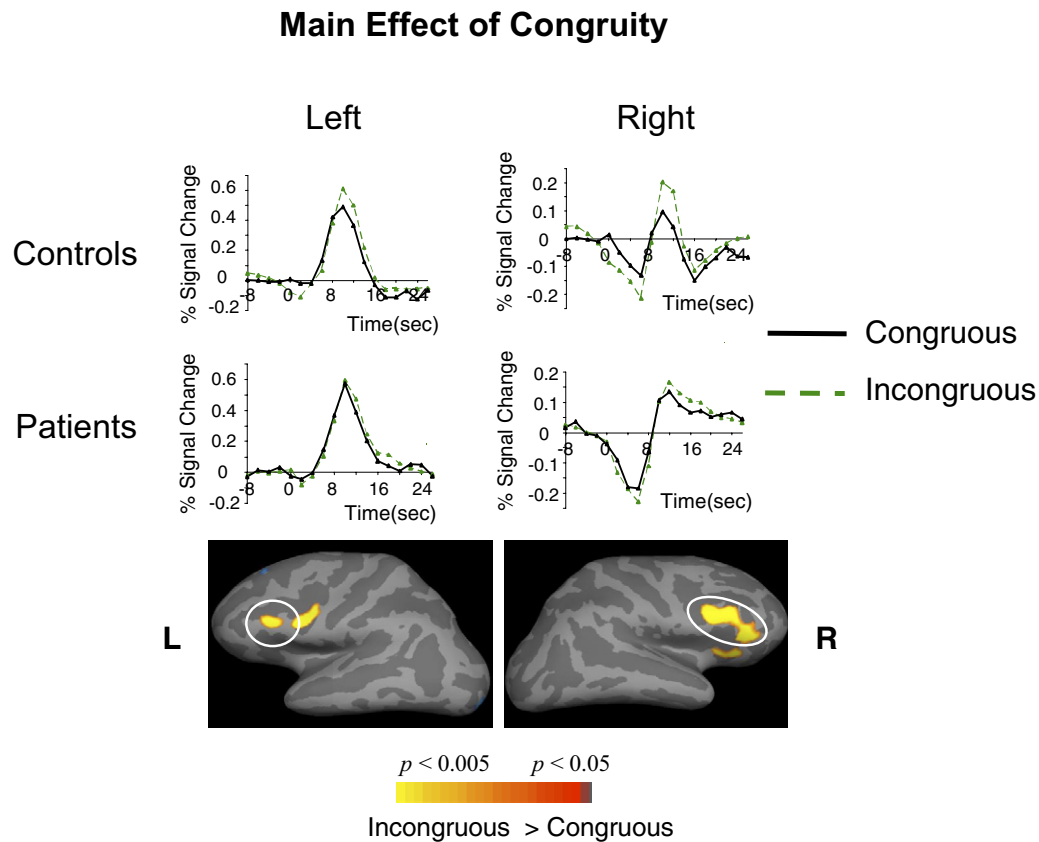 Main Effect of Congruity
Left Right
Controls
% Signal Change
0.6
0.4
0.2
0
-0.2
-8 0 8 16 24
Time(sec)
% Signal Change
0.2
0.1
0
-0.1
-0.2
-8 0 8 16 24
Time(sec)
Congruous
Incongruous
Patients
% Signal Change
0.6
0.4
0.2
0
-0.2
-8 0 8 16 24
Time(sec)
% Signal Change
0.2
0.1
0
-0.1
-0.2
-8 0 8 16 24
Time(sec)
L R
p < 0.005 p < 0.05
Incongruous > Congruous